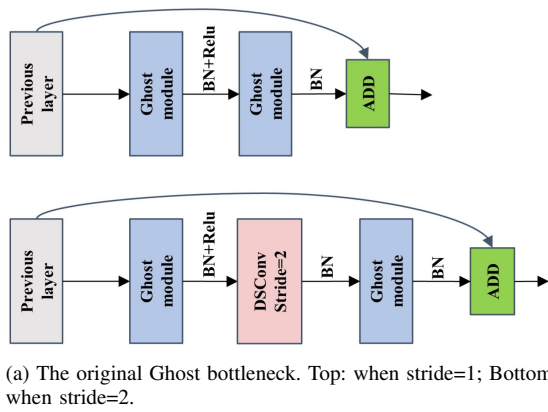 Previous
layer
Ghost
module
BN+Relu
Ghost
module
BN
ADD
Previous
layer
Ghost
module
BN+Relu
DSConv
Stride=2
BN
Ghost
module
BN
ADD
(a) The original Ghost bottleneck. Top: when stride=1; Bottom
when stride=2.